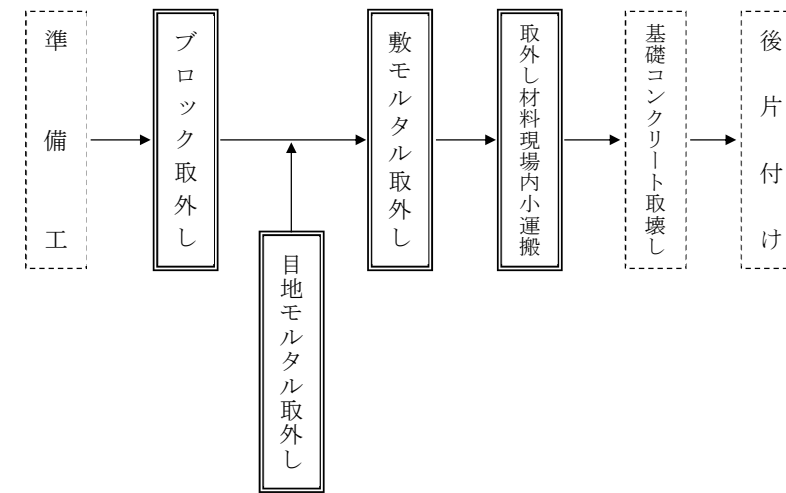 準備工
ブロック取外し
目地モルタル取外し
敷モルタル取外し
取外し材料現場内小運搬
基礎コンクリート取壊し
後片付け